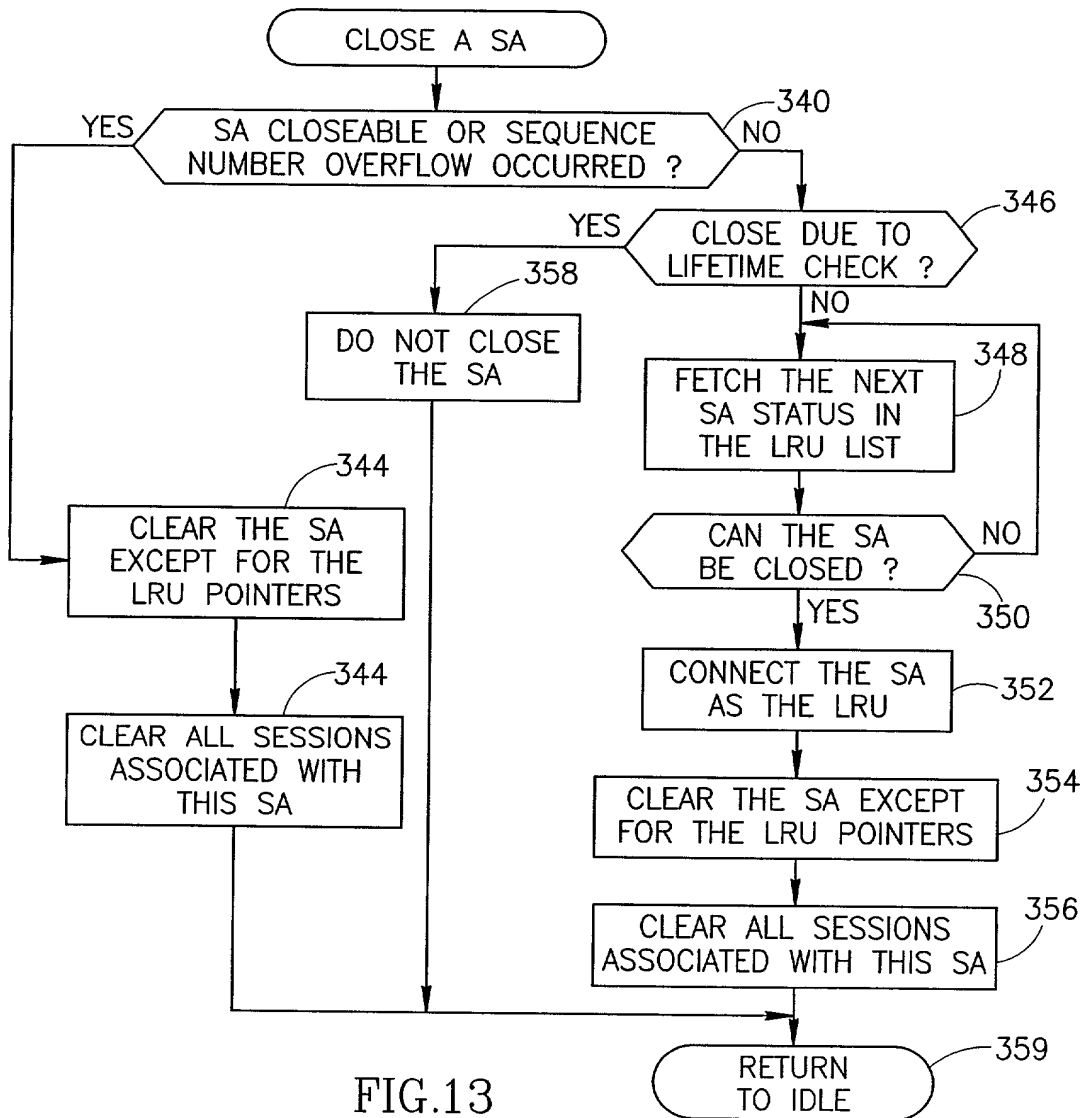 CLOSE A SA
340
YES
SA CLOSEABLE OR SEQUENCE
NUMBER OVERFLOW OCCURRED ?
NO
346
YES
CLOSE DUE TO
LIFETIME CHECK ?
NO
358
DO NOT CLOSE
THE SA
348
FETCH THE NEXT
SA STATUS IN
THE LRU LIST
344
CLEAR THE SA
EXCEPT FOR THE
LRU POINTERS
CAN THE SA
BE CLOSED ?
NO
350
YES
344
CLEAR ALL SESSIONS
ASSOCIATED WITH
THIS SA
CONNECT THE SA
AS THE LRU
352
CLEAR THE SA EXCEPT
FOR THE LRU POINTERS
354
CLEAR ALL SESSIONS
ASSOCIATED WITH THIS SA
356
RETURN
TO IDLE
359
FIG.13